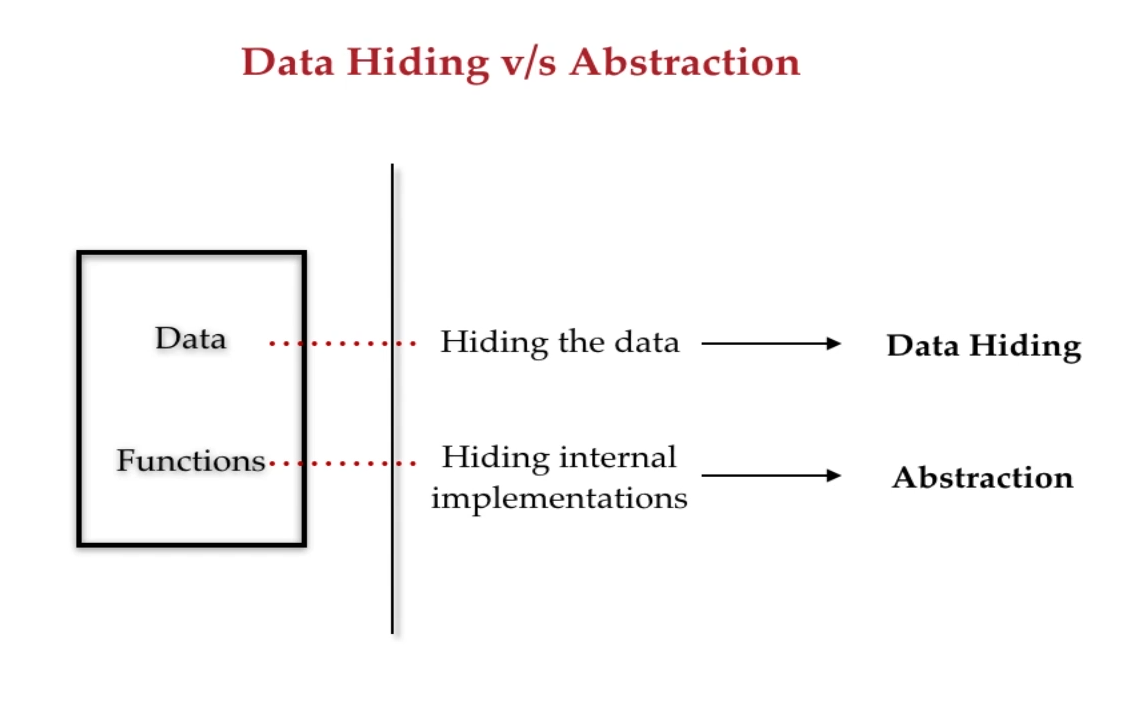 Data Hiding v/s Abstraction
Data
Hiding the data
Data Hiding
Functions
Hiding internal
implementations
Abstraction